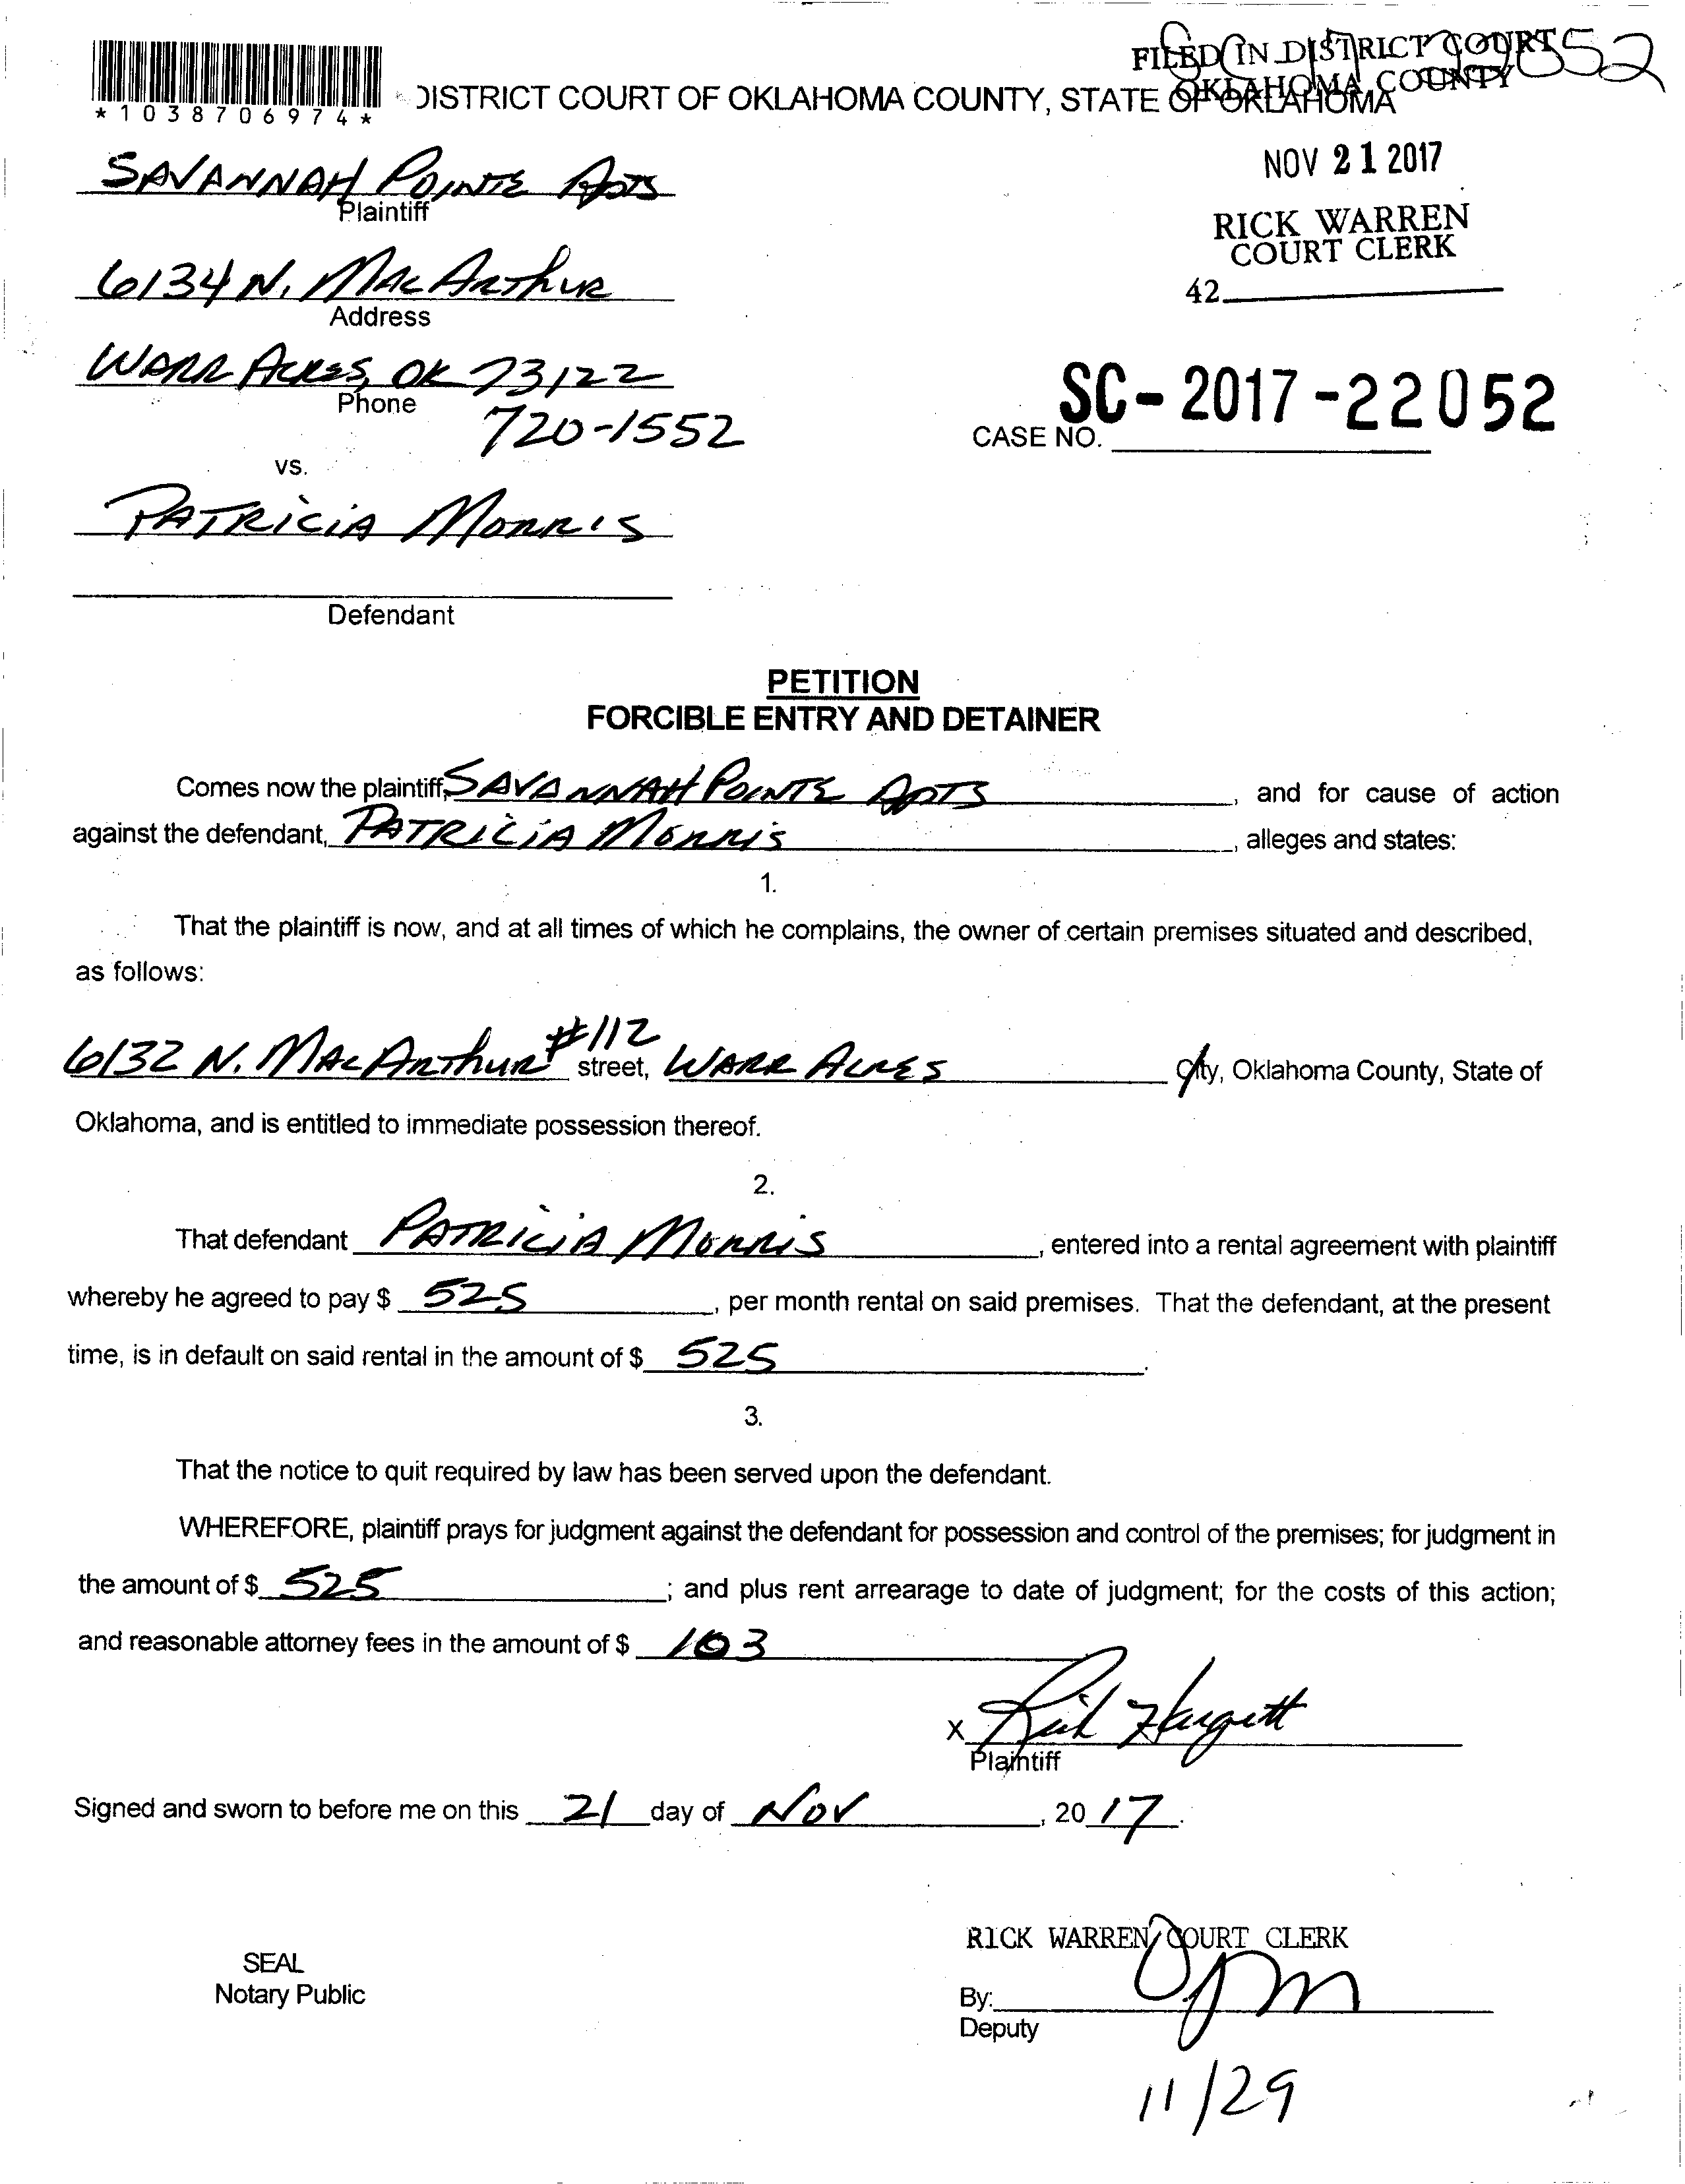 FILED IN DISTRICT COURT
OKLAHOMA COUNTY
*1038706974*
DISTRICT COURT OF OKLAHOMA COUNTY, STATE OF OKLAHOMA
NOV 21 2017
SAVANNAH POINTE APTS
Plaintiff
RICK WARREN
COURT CLERK
6134 N. MACARTHUR
Address
42
WARR ACRES, OK 73122
Phone
720-1552
SC-2017-22052
CASE NO.
vs.
PATRICIA MORRIS
Defendant
PETITION
FORCIBLE ENTRY AND DETAINER
Comes now the plaintiff, SAVANNAH POINTE APTS, and for cause of action
against the defendant, PATRICIA MORRIS, alleges and states:
1.
That the plaintiff is now, and at all times of which he complains, the owner of certain premises situated and described,
as follows:
6132 N. MACARTHUR #112 street, WARR ACRES City, Oklahoma County, State of
Oklahoma, and is entitled to immediate possession thereof.
2.
That defendant PATRICIA MORRIS, entered into a rental agreement with plaintiff
whereby he agreed to pay $ 525, per month rental on said premises. That the defendant, at the present
time, is in default on said rental in the amount of $ 525.
3.
That the notice to quit required by law has been served upon the defendant.
WHEREFORE, plaintiff prays for judgment against the defendant for possession and control of the premises; for judgment in
the amount of $ 525; and plus rent arrearage to date of judgment; for the costs of this action;
and reasonable attorney fees in the amount of $ 103
X Rick Hargett
Plaintiff
Signed and sworn to before me on this 21 day of NOV, 20 17.
RICK WARREN COURT CLERK
SEAL
Notary Public
By:
Deputy
11/29